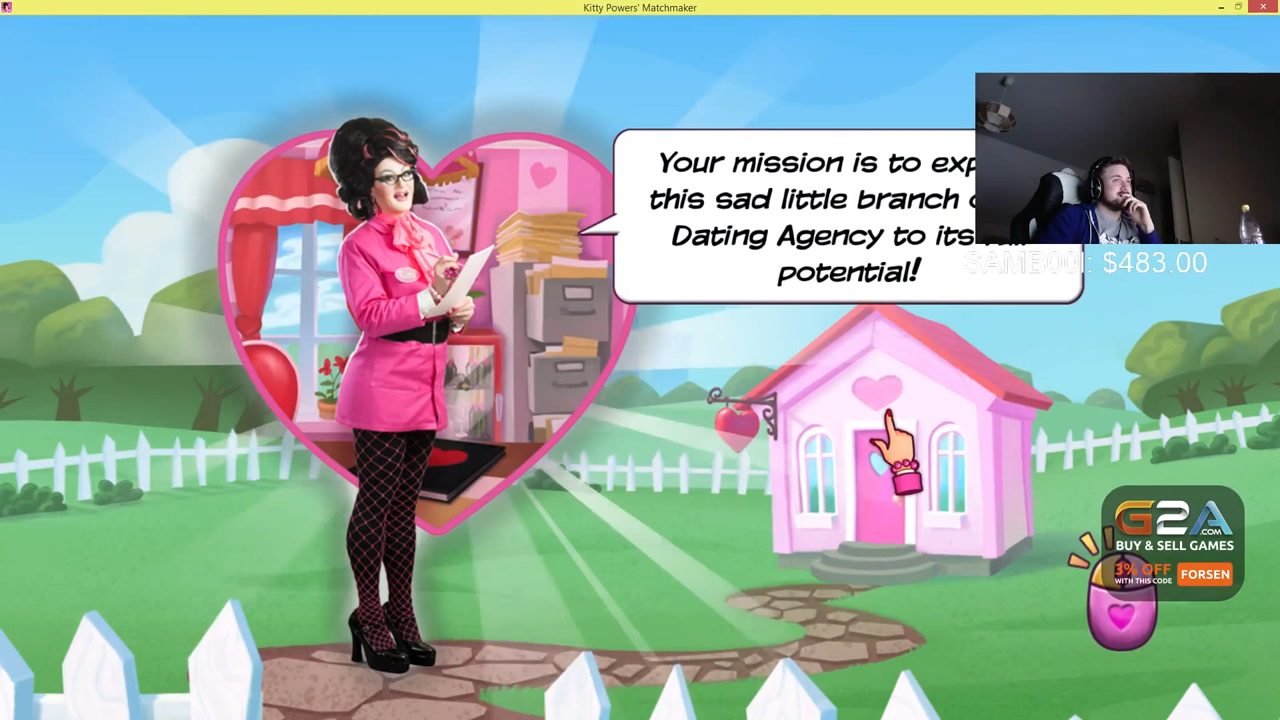 Kitty Powers' Matchmaker
Your mission is to exp
this sad little branch
Dating Agency to its
potential!
$483.00
G2A
.COM
BUY & SELL GAMES
3% OFF
WITH THIS CODE
FORSEN